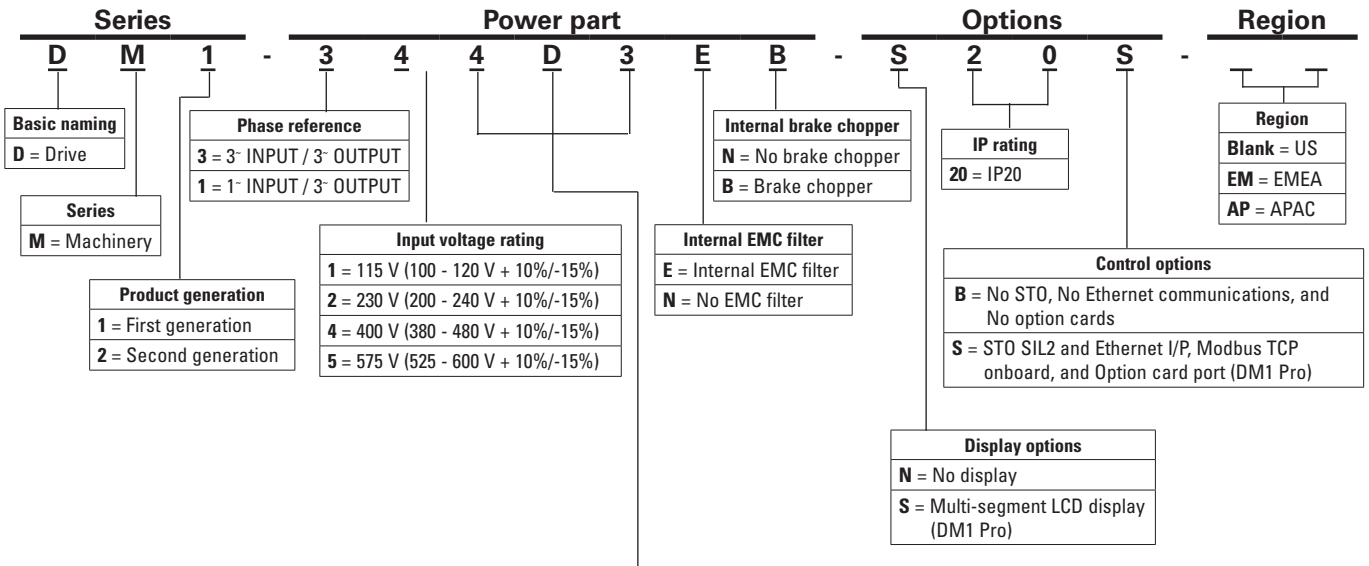 Series Power part Options Region
D M 1 - 3 4 4 D 3 E B - S 2 0 S -
Basic naming
D = Drive
Series
M = Machinery
Product generation
1 = First generation
2 = Second generation
Phase reference
3 = 3~ INPUT / 3~ OUTPUT
1 = 1~ INPUT / 3~ OUTPUT
Input voltage rating
1 = 115 V (100 - 120 V + 10%/-15%)
2 = 230 V (200 - 240 V + 10%/-15%)
4 = 400 V (380 - 480 V + 10%/-15%)
5 = 575 V (525 - 600 V + 10%/-15%)
Internal brake chopper
N = No brake chopper
B = Brake chopper
Internal EMC filter
E = Internal EMC filter
N = No EMC filter
IP rating
20 = IP20
Region
Blank = US
EM = EMEA
AP = APAC
Control options
B = No STO, No Ethernet communications, and
No option cards
S = STO SIL2 and Ethernet I/P, Modbus TCP
onboard, and Option card port (DM1 Pro)
Display options
N = No display
S = Multi-segment LCD display
(DM1 Pro)